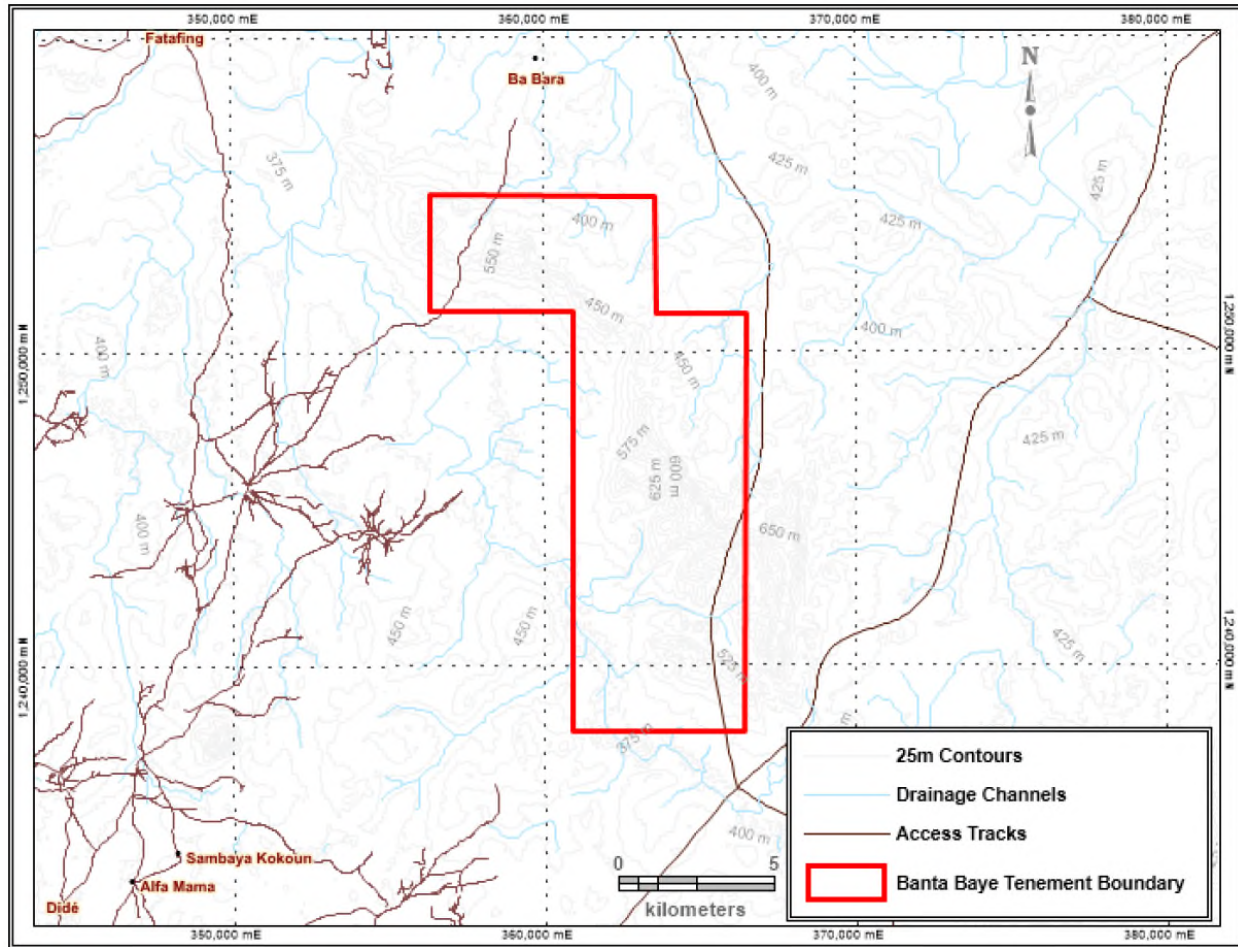 350,000 mE
360,000 mE
370,000 mE
380,000 mE
Fatafing
Ba Bara
N
400 m
375 m
425 m
425 m
400 m
425 m
550 m
450 m
400 m
400 m
450 m
1,250,000 m N
1,250,000 m N
575 m
625 m
600 m
425 m
400 m
650 m
450 m
450 m
425 m
525 m
1,240,000 m N
1,240,000 m N
375 m
400 m
25m Contours
Drainage Channels
Access Tracks
Banta Baye Tenement Boundary
Sambaya Kokoun
Alfa Mama
Didé
0
5
kilometers
350,000 mE
360,000 mE
370,000 mE
380,000 mE